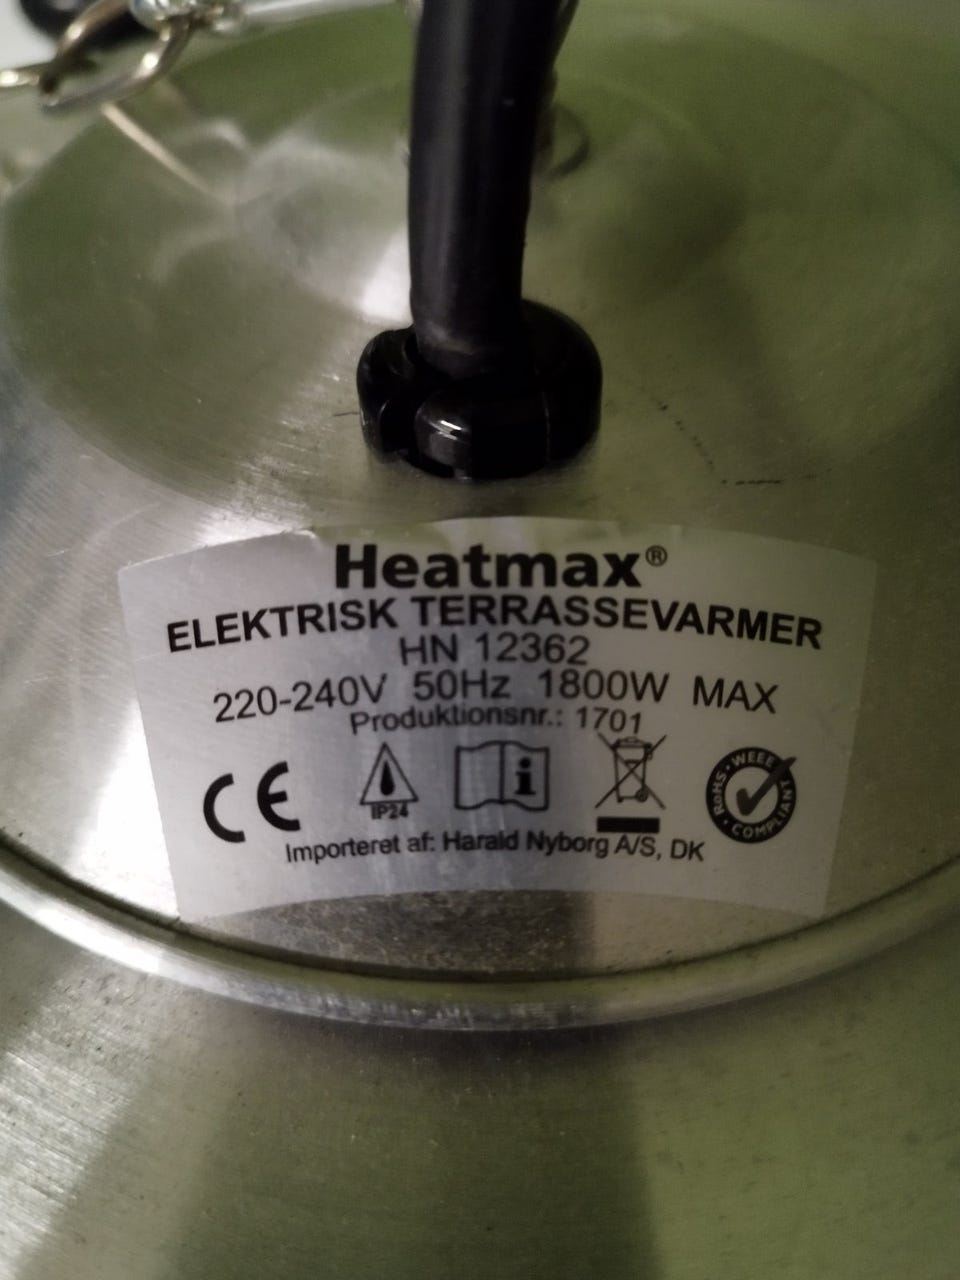 Heatmax®
ELEKTRISK TERRASSEVARMER
HN 12362
220-240V 50Hz 1800W MAX
Produktionsnr.: 1701
CE
IP24
i
RoHS · WEEE
· COMPLIANT
Importeret af: Harald Nyborg A/S, DK